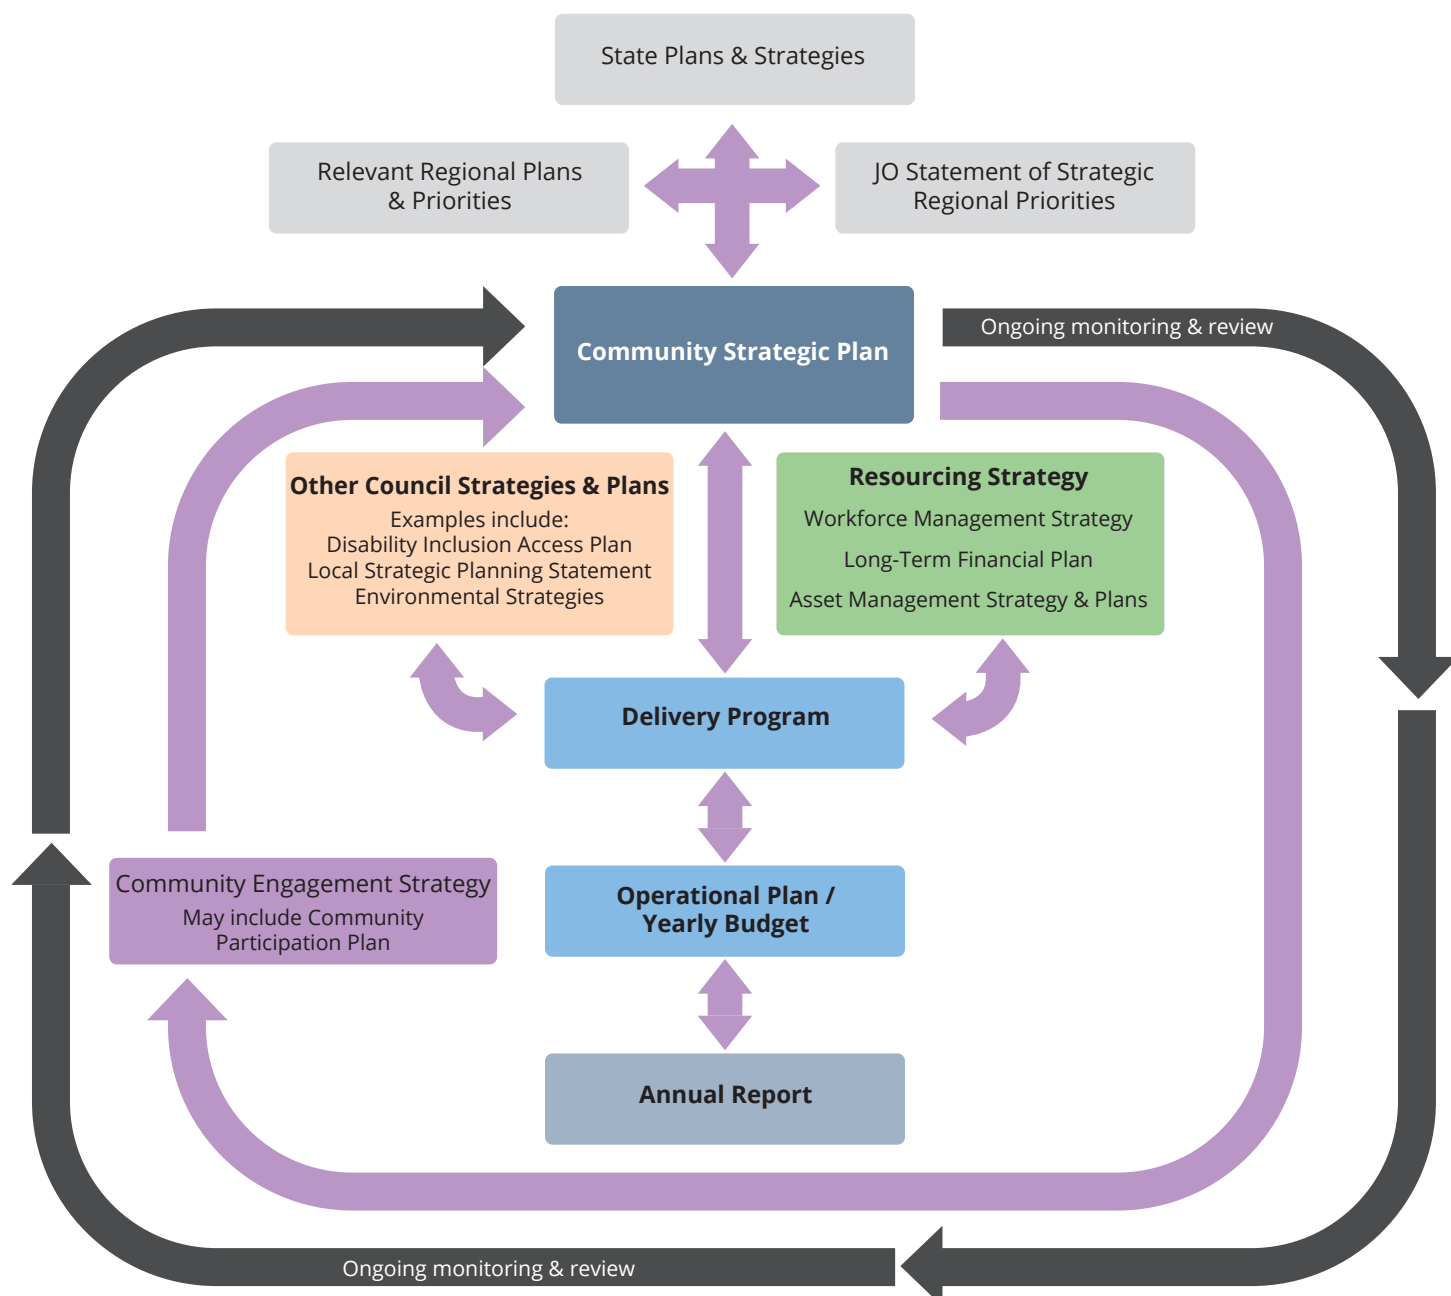 State Plans & Strategies
Relevant Regional Plans
& Priorities
JO Statement of Strategic
Regional Priorities
Community Strategic Plan
Ongoing monitoring & review
Other Council Strategies & Plans
Examples include:
Disability Inclusion Access Plan
Local Strategic Planning Statement
Environmental Strategies
Resourcing Strategy
Workforce Management Strategy
Long-Term Financial Plan
Asset Management Strategy & Plans
Delivery Program
Community Engagement Strategy
May include Community
Participation Plan
Operational Plan /
Yearly Budget
Annual Report
Ongoing monitoring & review